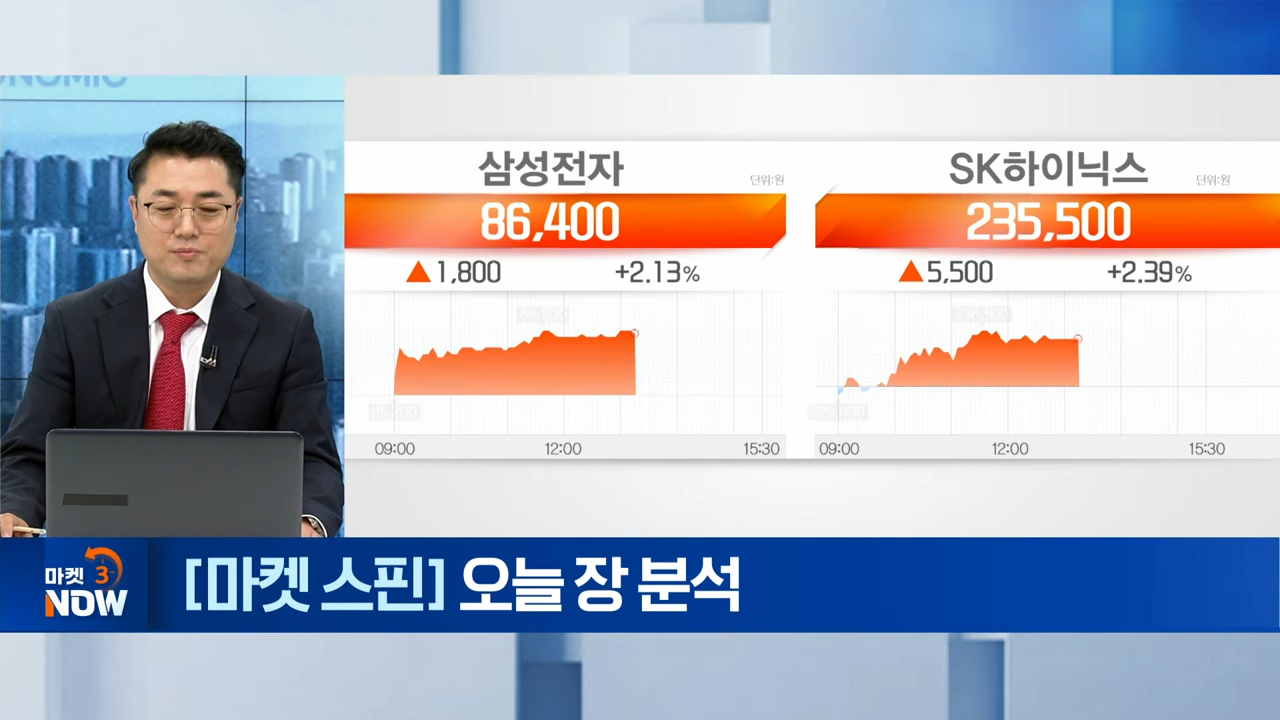 삼성전자
단위:원
86,400
▲1,800
+2.13%
09:00
12:00
15:30
SK하이닉스
단위:원
235,500
▲5,500
+2.39%
09:00
12:00
15:30
마켓 3
NOW
[마켓 스핀] 오늘 장 분석